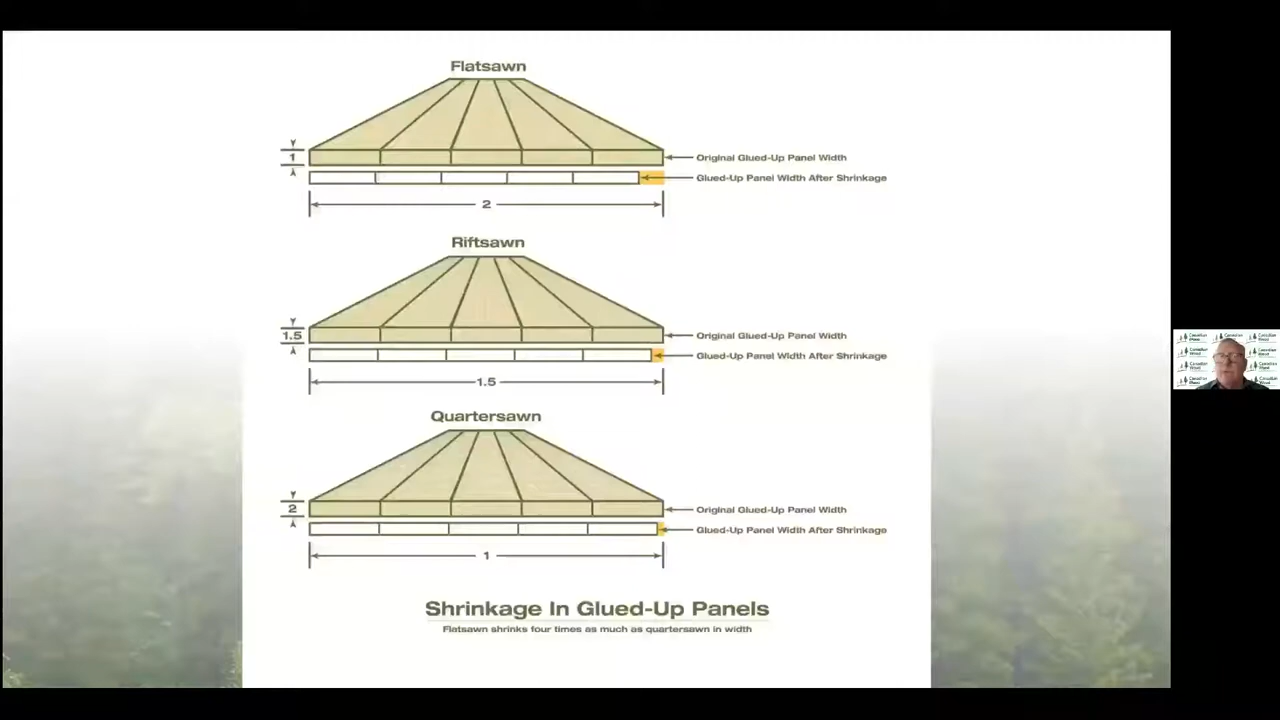 Flatsawn
1
Original Glued-Up Panel Width
Glued-Up Panel Width After Shrinkage
2
Riftsawn
1.5
Original Glued-Up Panel Width
Glued-Up Panel Width After Shrinkage
1.5
Quartersawn
2
Original Glued-Up Panel Width
Glued-Up Panel Width After Shrinkage
1
Shrinkage In Glued-Up Panels
Flatsawn shrinks four times as much as quartersawn in width
Canadian
Wood